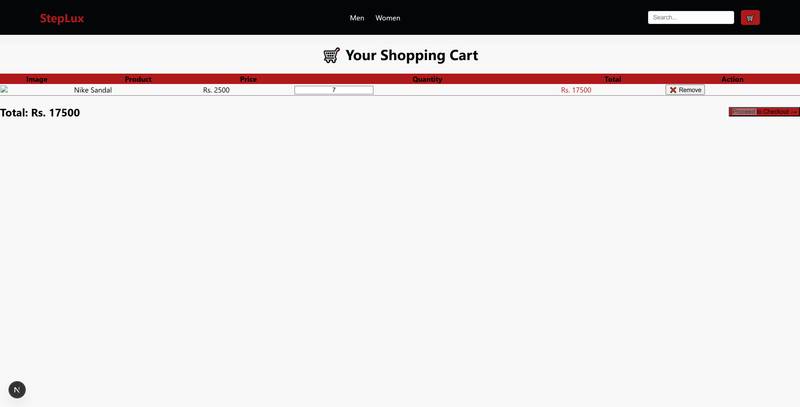 StepLux
Men Women
Search...
🛒 Your Shopping Cart
Image Product Price Quantity Total Action
Nike Sandal Rs. 2500 7 Rs. 17500 ❌ Remove
Total: Rs. 17500 Proceed to Checkout →
N